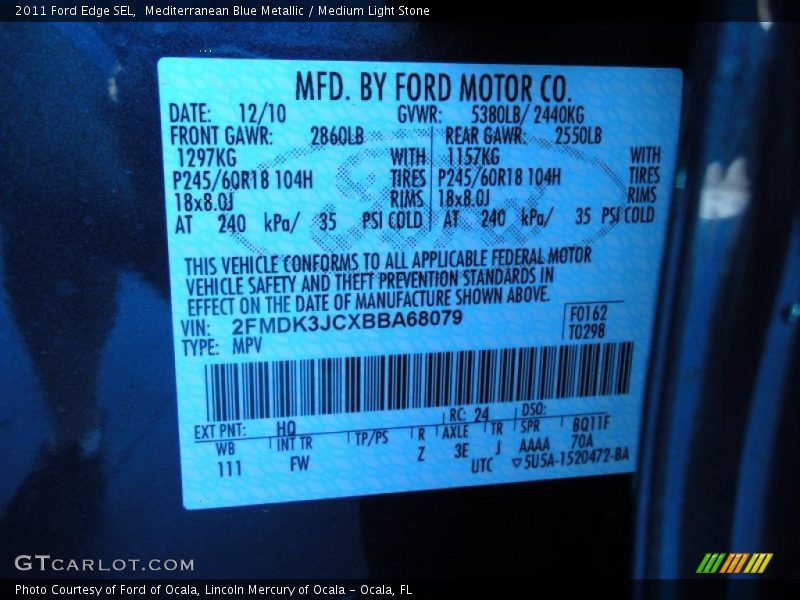 2011 Ford Edge SEL,  Mediterranean Blue Metallic / Medium Light Stone
MFD. BY FORD MOTOR CO.
DATE: 12/10 GVWR: 5380LB/ 2440KG
FRONT GAWR: 2860LB REAR GAWR: 2550LB
1297KG WITH 1157KG WITH
P245/60R18 104H TIRES P245/60R18 104H TIRES
18x8.0J RIMS 18x8.0J RIMS
AT 240 kPa/ 35 PSI COLD AT 240 kPa/ 35 PSI COLD
THIS VEHICLE CONFORMS TO ALL APPLICABLE FEDERAL MOTOR
VEHICLE SAFETY AND THEFT PREVENTION STANDARDS IN
EFFECT ON THE DATE OF MANUFACTURE SHOWN ABOVE.
VIN: 2FMDK3JCXBBA68079 F0162
TYPE: MPV T0298
EXT PNT: HQ RC: 24 DSO:
WB INT TR TP/PS R AXLE TR SPR BQ11F
111 FW Z 3E J AAAA 70A
UTC ▽5U5A-1520472-BA
GTCARLOT.COM
Photo Courtesy of Ford of Ocala, Lincoln Mercury of Ocala - Ocala, FL